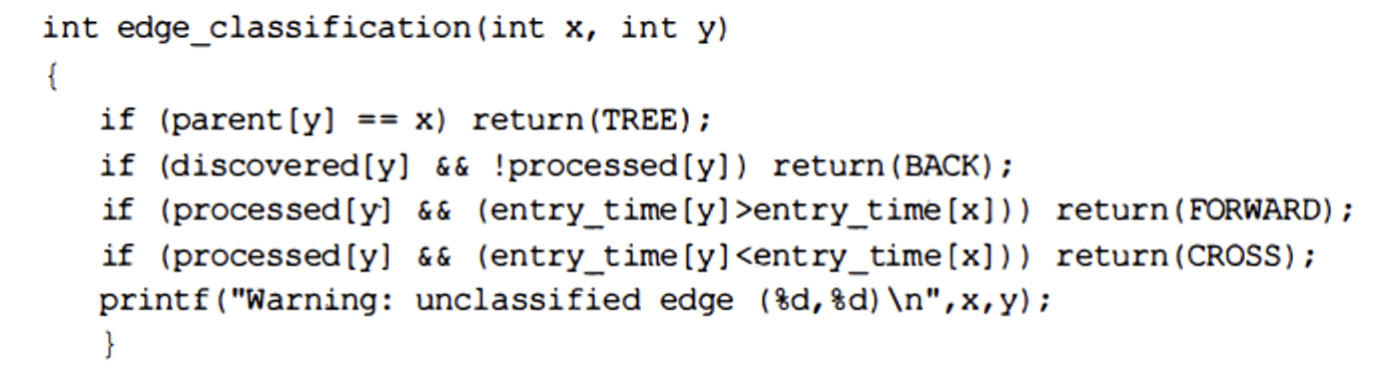 int edge_classification(int x, int y)
{
if (parent[y] == x) return(TREE);
if (discovered[y] && !processed[y]) return(BACK);
if (processed[y] && (entry_time[y]>entry_time[x])) return(FORWARD);
if (processed[y] && (entry_time[y]<entry_time[x])) return(CROSS);
printf("Warning: unclassified edge (%d,%d)\n",x,y);
}